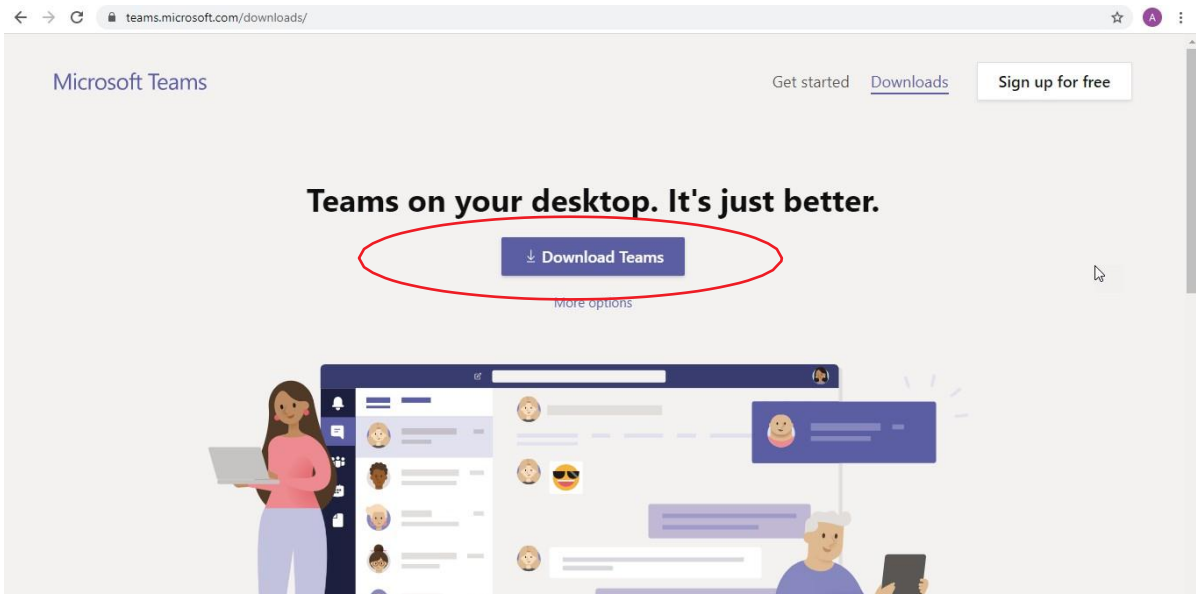 teams.microsoft.com/downloads/
A
Microsoft Teams
Get started Downloads Sign up for free
Teams on your desktop. It's just better.
Download Teams
More options